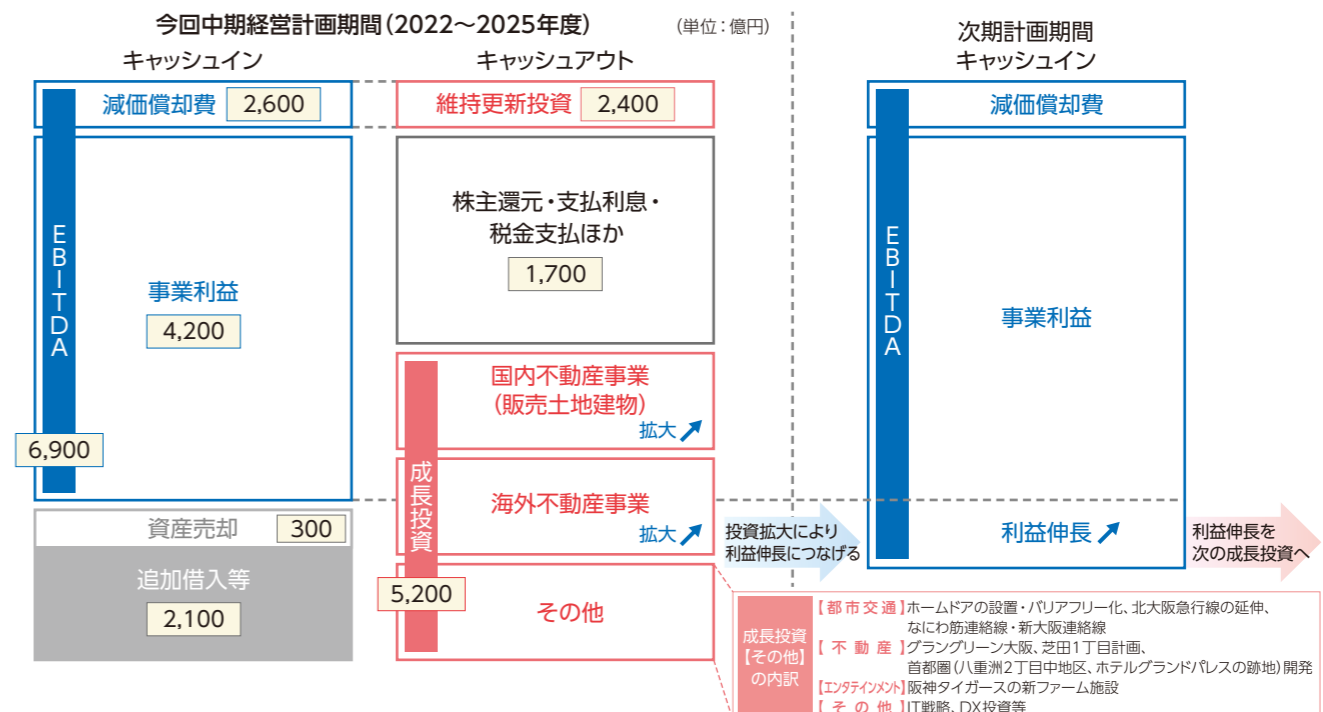 今回中期経営計画期間（2022～2025年度）
（単位：億円）
キャッシュイン
キャッシュアウト
減価償却費 2,600
維持更新投資 2,400
EBITDA
6,900
事業利益
4,200
株主還元・支払利息・
税金支払ほか
1,700
成長投資
5,200
国内不動産事業
（販売土地建物）
拡大
海外不動産事業
拡大
資産売却 300
追加借入等
2,100
その他
投資拡大により
利益伸長につなげる
次期計画期間
キャッシュイン
減価償却費
EBITDA
事業利益
利益伸長
利益伸長を
次の成長投資へ
成長投資
【その他】
の内訳
【都市交通】ホームドアの設置・バリアフリー化、北大阪急行線の延伸、
なにわ筋連絡線・新大阪連絡線
【不動産】グラングリーン大阪、芝田1丁目計画、
首都圏（八重洲2丁目中地区、ホテルグランドパレスの跡地）開発
【エンタテインメント】阪神タイガースの新ファーム施設
【その他】IT戦略、DX投資等